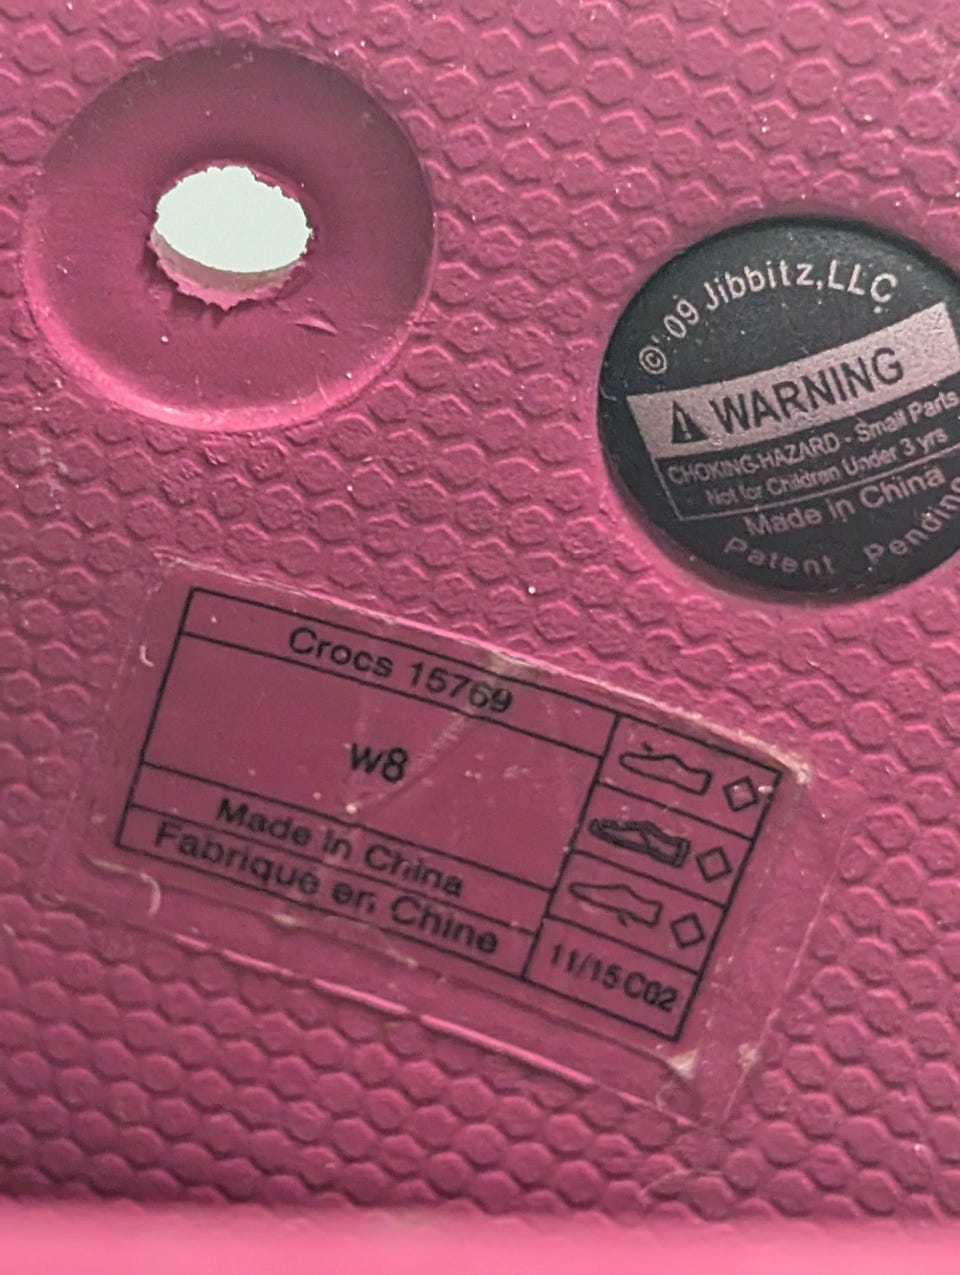 © '09 Jibbitz,LLC
WARNING
CHOKING HAZARD - Small Parts
Not for Children Under 3 yrs
Made in China
Patent Pending
Crocs 15769
w8
Made in China
Fabriqué en Chine
11/15 C02